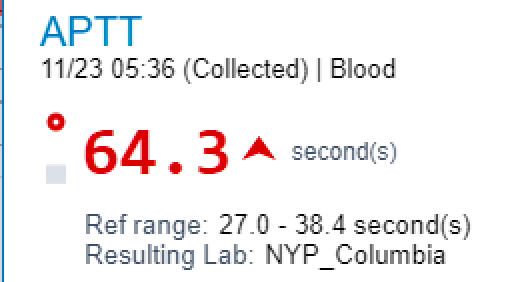 APTT
11/23 05:36 (Collected) | Blood
64.3 second(s)
Ref range: 27.0 - 38.4 second(s)
Resulting Lab: NYP_Columbia